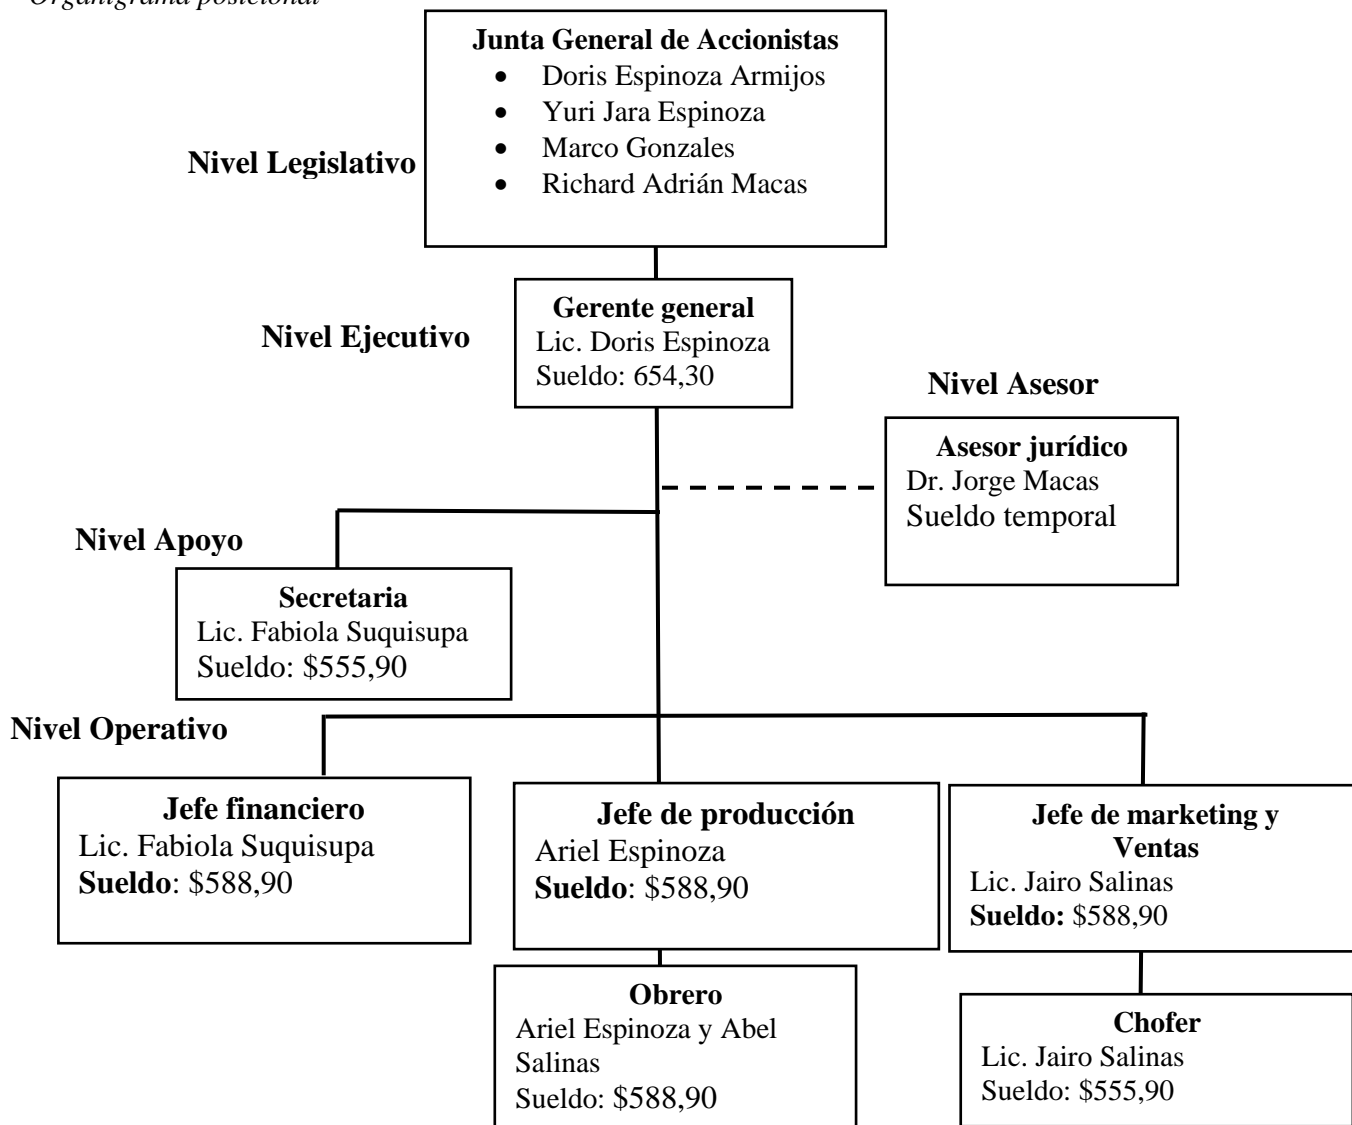 Organigrama posicional
Junta General de Accionistas
• Doris Espinoza Armijos
• Yuri Jara Espinoza
• Marco Gonzales
• Richard Adrián Macas
Nivel Legislativo
Gerente general
Lic. Doris Espinoza
Sueldo: 654,30
Nivel Ejecutivo
Nivel Asesor
Asesor jurídico
Dr. Jorge Macas
Sueldo temporal
Nivel Apoyo
Secretaria
Lic. Fabiola Suquisupa
Sueldo: $555,90
Nivel Operativo
Jefe financiero
Lic. Fabiola Suquisupa
Sueldo: $588,90
Jefe de producción
Ariel Espinoza
Sueldo: $588,90
Jefe de marketing y
Ventas
Lic. Jairo Salinas
Sueldo: $588,90
Obrero
Ariel Espinoza y Abel
Salinas
Sueldo: $588,90
Chofer
Lic. Jairo Salinas
Sueldo: $555,90